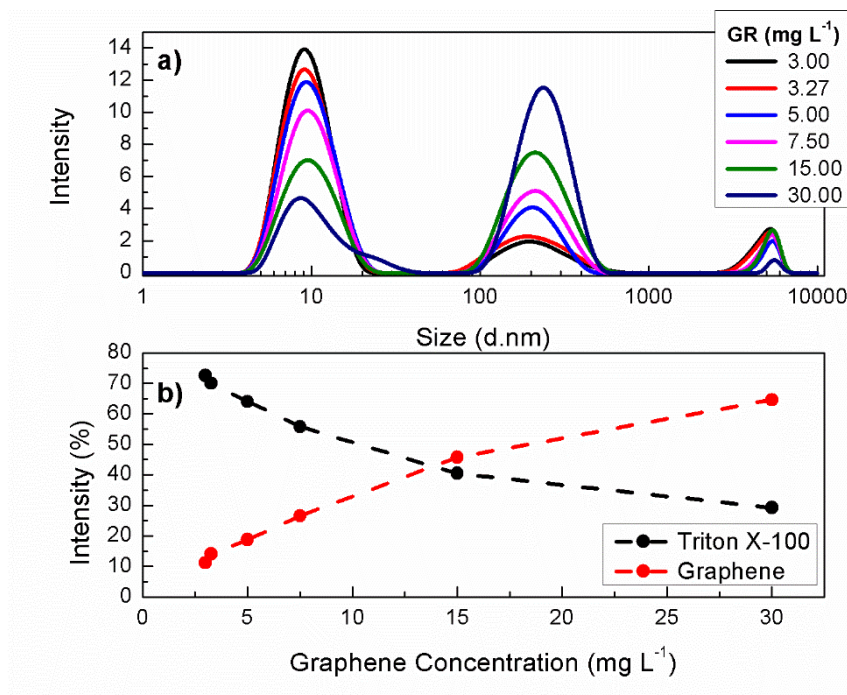 a)
GR (mg L-1)
3.00
3.27
5.00
7.50
15.00
30.00
Intensity
14
12
10
8
6
4
2
0
1 10 100 1000 10000
Size (d.nm)
b)
Intensity (%)
80
70
60
50
40
30
20
10
0
Triton X-100
Graphene
0 5 10 15 20 25 30
Graphene Concentration (mg L-1)